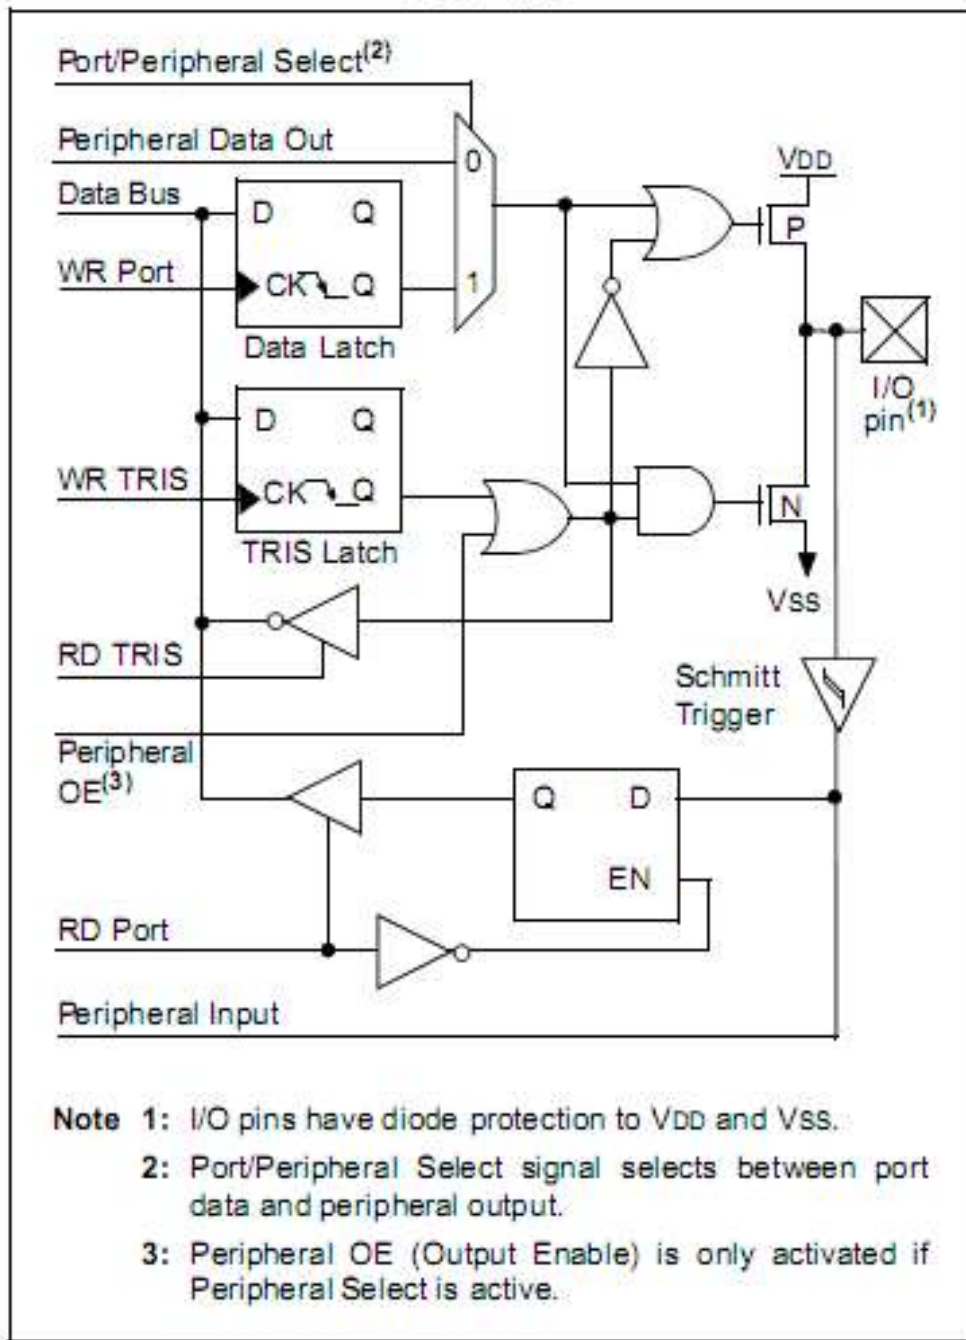 Port/Peripheral Select(2)
Peripheral Data Out
0
VDD
Data Bus
D Q
P
WR Port
CK Q
1
Data Latch
I/O
pin(1)
D Q
WR TRIS
CK Q
N
TRIS Latch
VSS
RD TRIS
Schmitt
Trigger
Peripheral
OE(3)
Q D
EN
RD Port
Peripheral Input
Note 1: I/O pins have diode protection to VDD and VSS.
2: Port/Peripheral Select signal selects between port
data and peripheral output.
3: Peripheral OE (Output Enable) is only activated if
Peripheral Select is active.